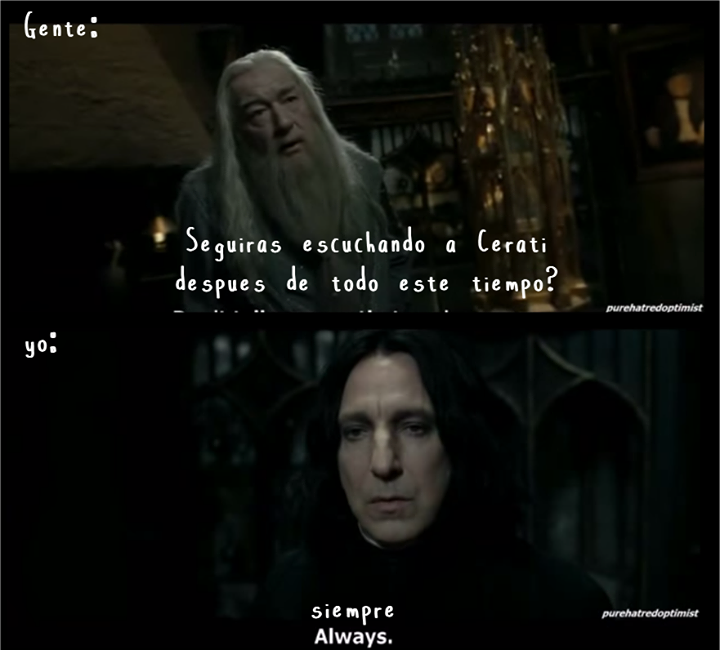 Gente:
Seguiras escuchando a Cerati
despues de todo este tiempo?
purehatredoptimist
yo:
siempre
Always.
purehatredoptimist